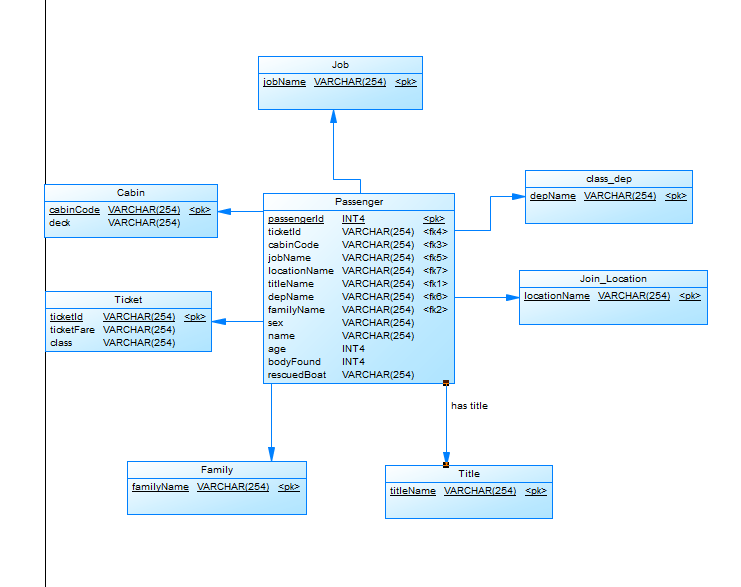 Job
jobName VARCHAR(254) <pk>
class_dep
depName VARCHAR(254) <pk>
Cabin
cabinCode VARCHAR(254) <pk>
deck VARCHAR(254)
Passenger
passengerId INT4 <pk>
ticketId VARCHAR(254) <fk4>
cabinCode VARCHAR(254) <fk3>
jobName VARCHAR(254) <fk5>
locationName VARCHAR(254) <fk7>
titleName VARCHAR(254) <fk1>
depName VARCHAR(254) <fk6>
familyName VARCHAR(254) <fk2>
sex VARCHAR(254)
name VARCHAR(254)
age INT4
bodyFound INT4
rescuedBoat VARCHAR(254)
Join_Location
locationName VARCHAR(254) <pk>
Ticket
ticketId VARCHAR(254) <pk>
ticketFare VARCHAR(254)
class VARCHAR(254)
has title
Family
familyName VARCHAR(254) <pk>
Title
titleName VARCHAR(254) <pk>